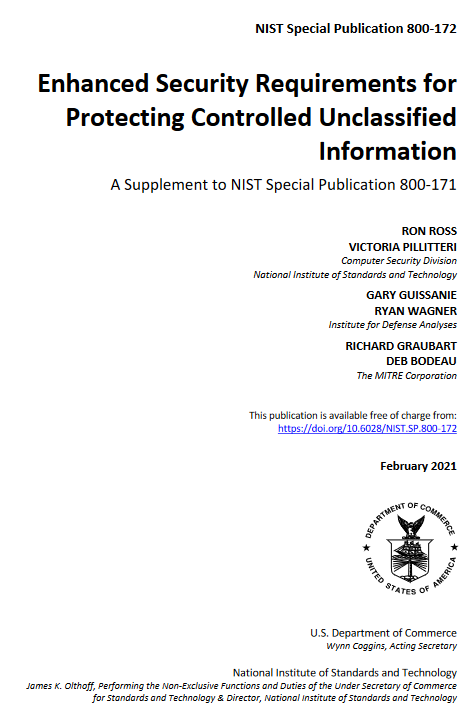 NIST Special Publication 800-172
Enhanced Security Requirements for
Protecting Controlled Unclassified
Information
A Supplement to NIST Special Publication 800-171
RON ROSS
VICTORIA PILLITTERI
Computer Security Division
National Institute of Standards and Technology
GARY GUISSANIE
RYAN WAGNER
Institute for Defense Analyses
RICHARD GRAUBART
DEB BODEAU
The MITRE Corporation
This publication is available free of charge from:
https://doi.org/10.6028/NIST.SP.800-172
February 2021
DEPARTMENT OF COMMERCE
UNITED STATES OF AMERICA
U.S. Department of Commerce
Wynn Coggins, Acting Secretary
National Institute of Standards and Technology
James K. Olthoff, Performing the Non-Exclusive Functions and Duties of the Under Secretary of Commerce
for Standards and Technology & Director, National Institute of Standards and Technology